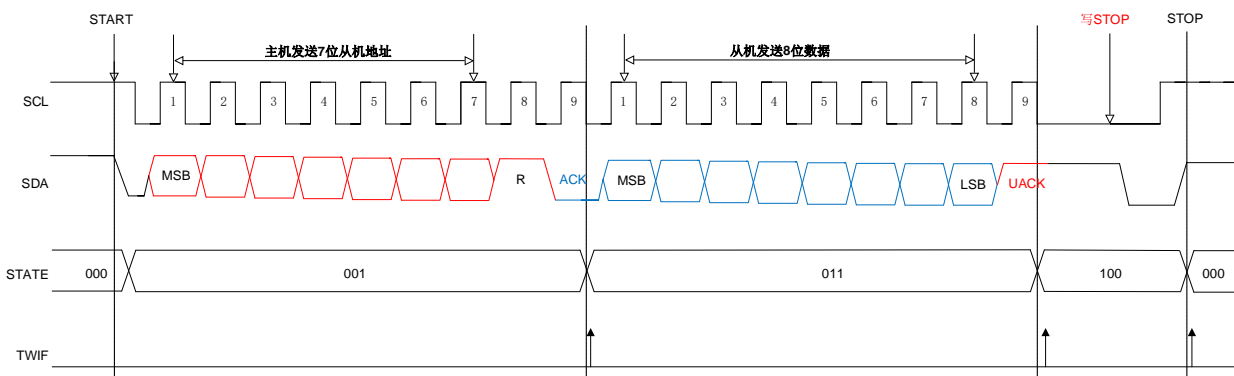 START 写STOP STOP
主机发送7位从机地址 从机发送8位数据
SCL 1 2 3 4 5 6 7 8 9 1 2 3 4 5 6 7 8 9
SDA MSB R ACK MSB LSB UACK
STATE 000 001 011 100 000
TWIF